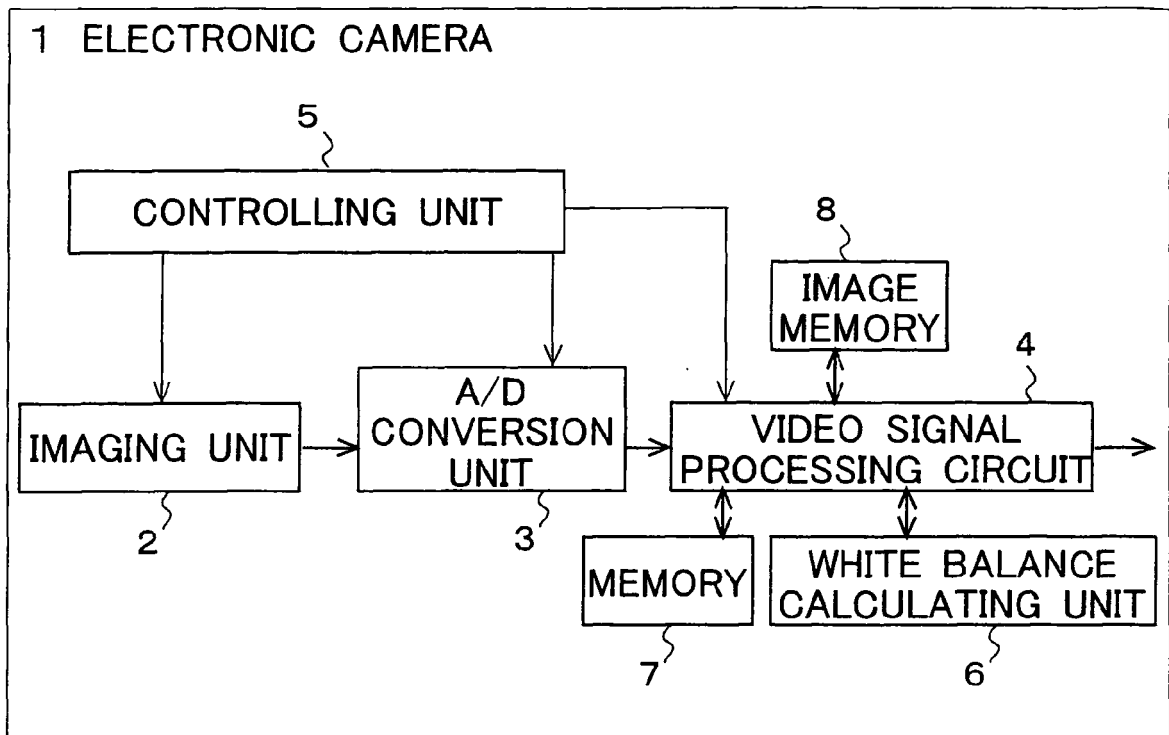 1 ELECTRONIC CAMERA
5
CONTROLLING UNIT
8
IMAGE
MEMORY
4
A/D
CONVERSION
UNIT
IMAGING UNIT
VIDEO SIGNAL
PROCESSING CIRCUIT
2
3
MEMORY
WHITE BALANCE
CALCULATING UNIT
7
6